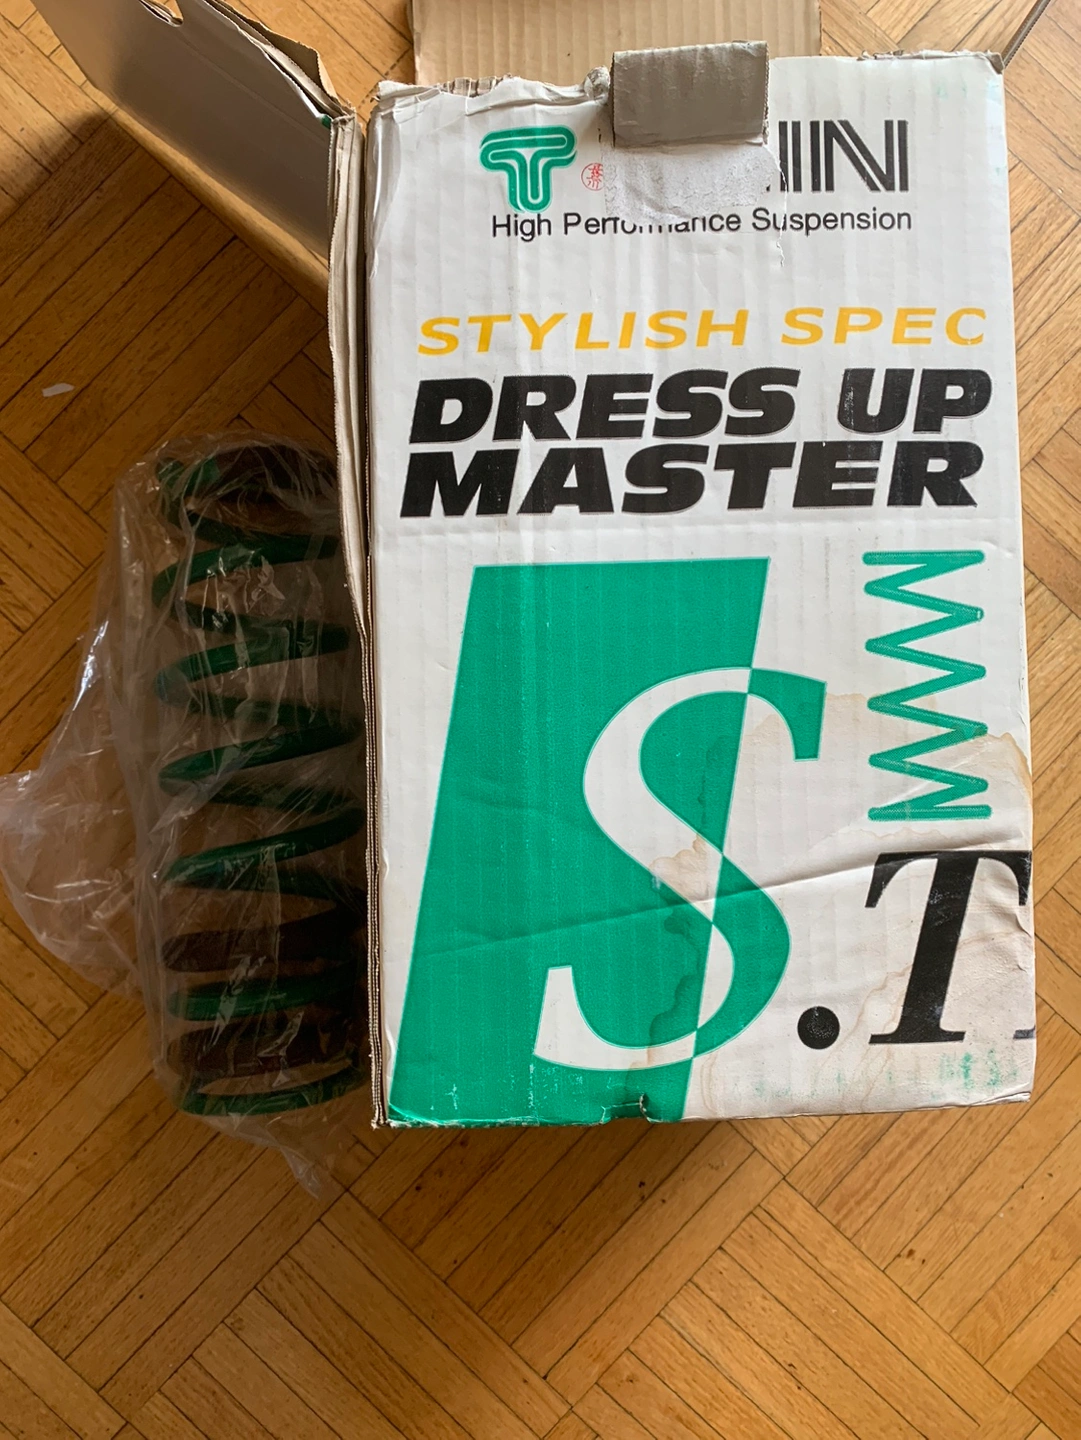 High Performance Suspension
STYLISH SPEC
DRESS UP
MASTER
S
.T